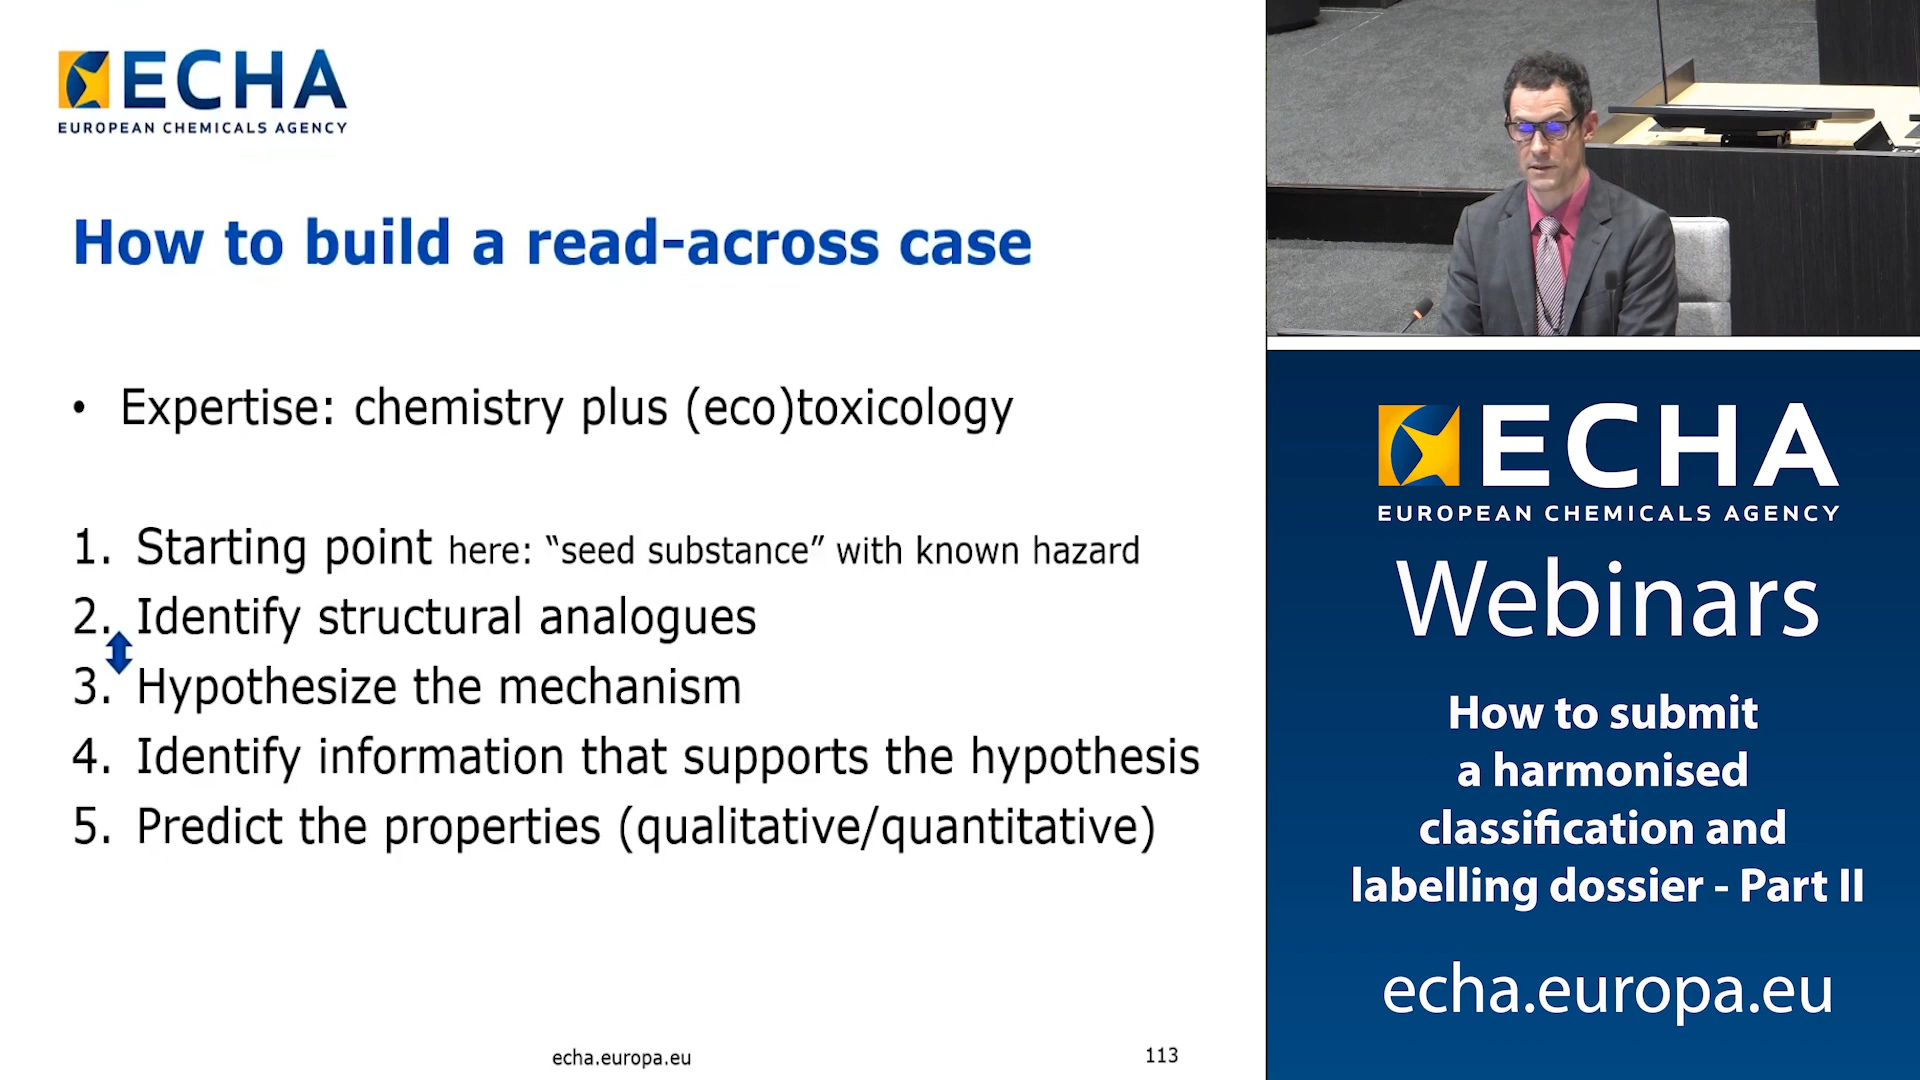 ECHA
EUROPEAN CHEMICALS AGENCY
How to build a read-across case
• Expertise: chemistry plus (eco)toxicology
1. Starting point here: “seed substance” with known hazard
2. Identify structural analogues
3. Hypothesize the mechanism
4. Identify information that supports the hypothesis
5. Predict the properties (qualitative/quantitative)
echa.europa.eu
113
ECHA
EUROPEAN CHEMICALS AGENCY
Webinars
How to submit
a harmonised
classification and
labelling dossier - Part II
echa.europa.eu